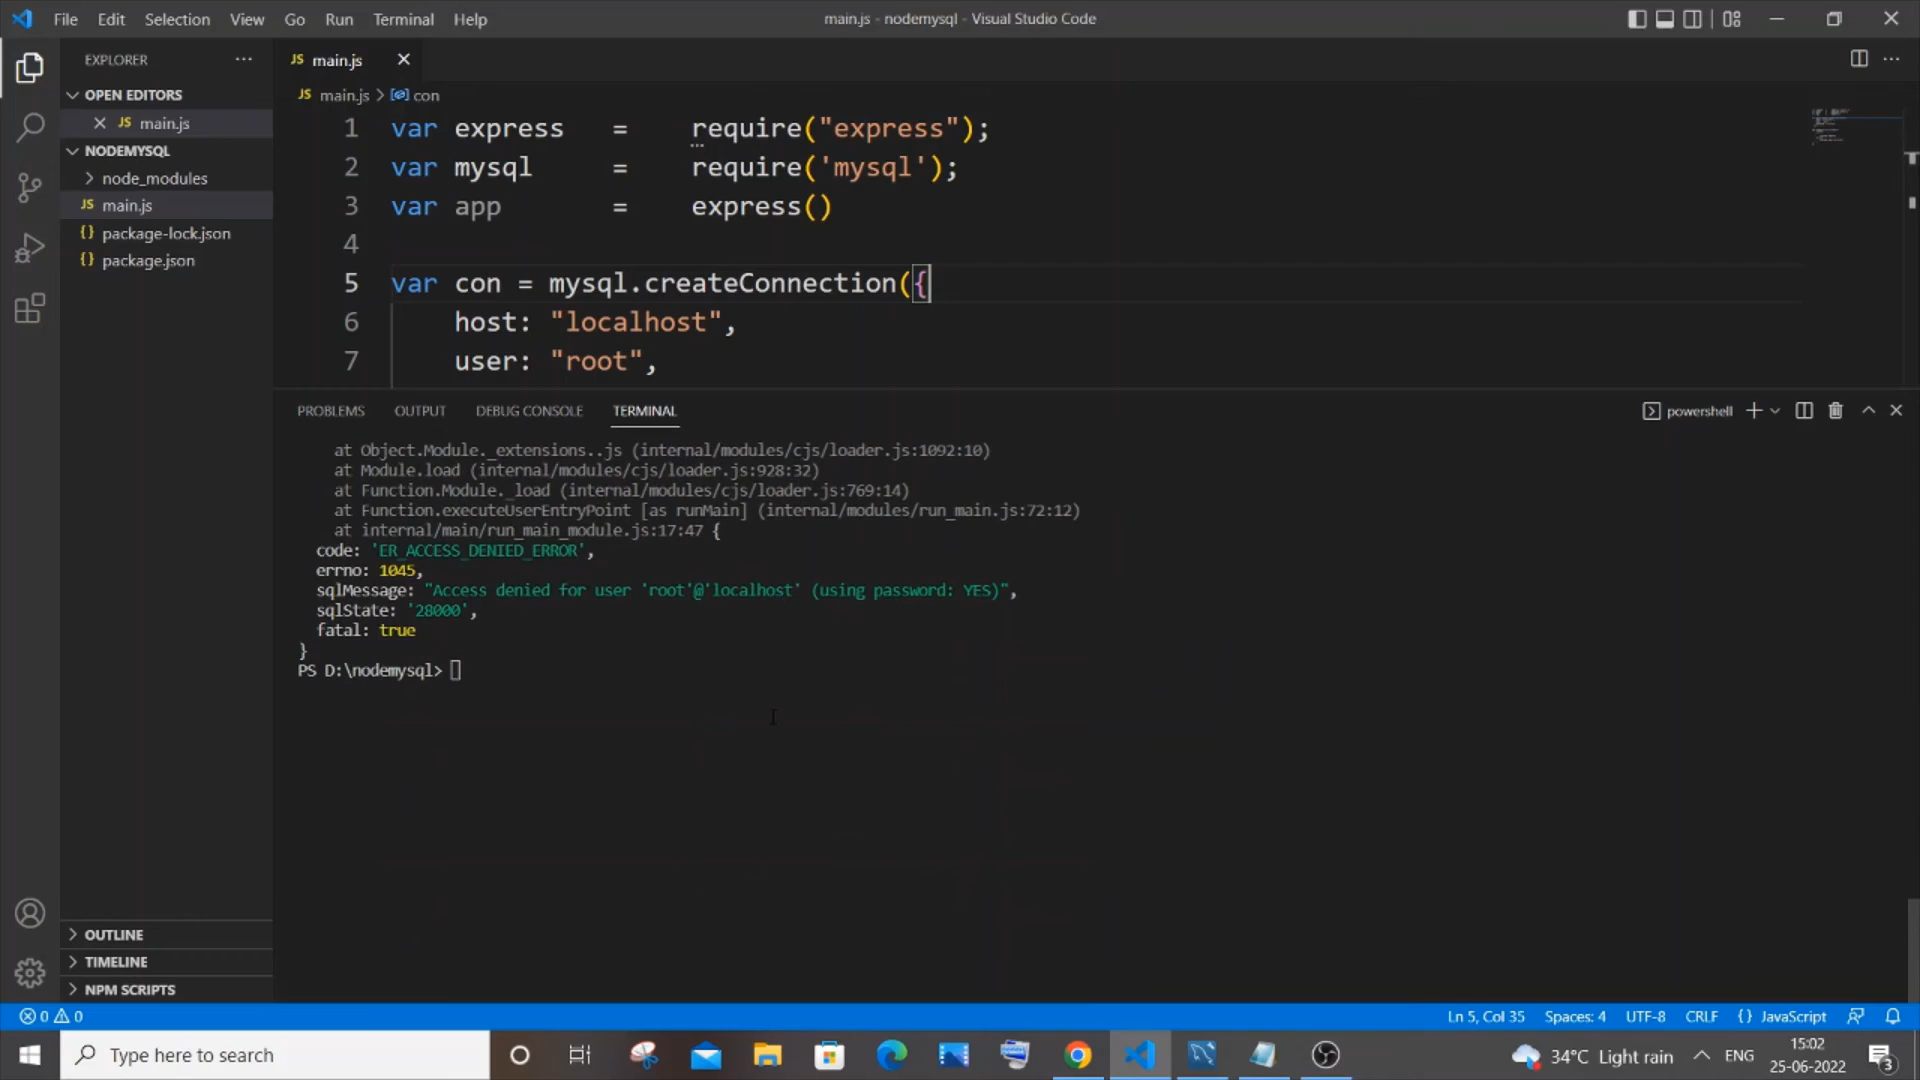 File Edit Selection View Go Run Terminal Help
main.js - nodemysql - Visual Studio Code
EXPLORER
OPEN EDITORS
JS main.js
NODEMYSQL
node_modules
JS main.js
{} package-lock.json
{} package.json
OUTLINE
TIMELINE
NPM SCRIPTS
JS main.js
JS main.js > con
1 var express = require("express");
2 var mysql = require('mysql');
3 var app = express()
4
5 var con = mysql.createConnection({
6 host: "localhost",
7 user: "root",
PROBLEMS OUTPUT DEBUG CONSOLE TERMINAL
powershell
at Object.Module._extensions..js (internal/modules/cjs/loader.js:1092:10)
at Module.load (internal/modules/cjs/loader.js:928:32)
at Function.Module._load (internal/modules/cjs/loader.js:769:14)
at Function.executeUserEntryPoint [as runMain] (internal/modules/run_main.js:72:12)
at internal/main/run_main_module.js:17:47 {
code: 'ER_ACCESS_DENIED_ERROR',
errno: 1045,
sqlMessage: "Access denied for user 'root'@'localhost' (using password: YES)",
sqlState: '28000',
fatal: true
}
PS D:\nodemysql>
0 0
Ln 5, Col 35 Spaces: 4 UTF-8 CRLF {} JavaScript
Type here to search
34°C Light rain
ENG
15:02
25-06-2022
3